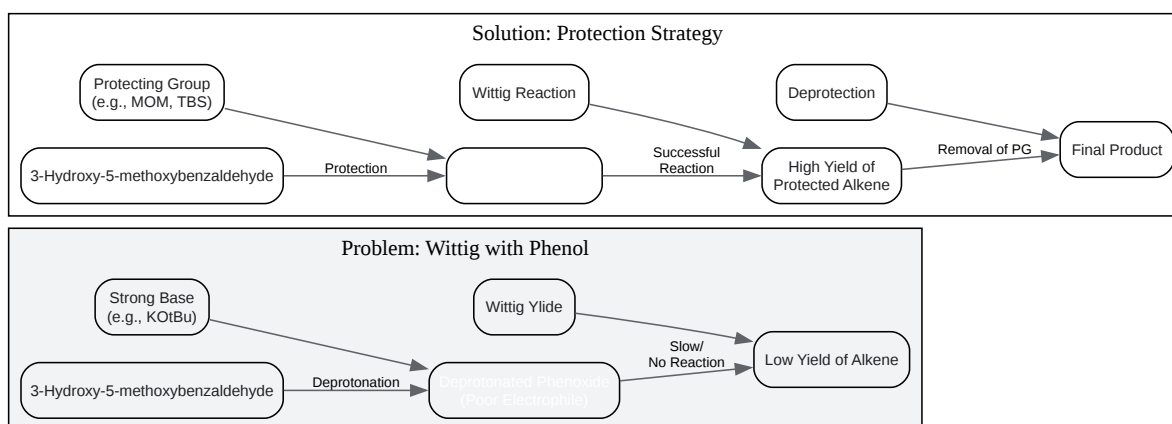 Solution: Protection Strategy
Protecting Group
(e.g., MOM, TBS)
Wittig Reaction
Deprotection
3-Hydroxy-5-methoxybenzaldehyde
Protection
Successful
Reaction
High Yield of
Protected Alkene
Removal of PG
Final Product
Problem: Wittig with Phenol
Strong Base
(e.g., KOtBu)
Wittig Ylide
3-Hydroxy-5-methoxybenzaldehyde
Deprotonation
Deprotonated Phenoxide
(Poor Electrophile)
Slow/
No Reaction
Low Yield of Alkene